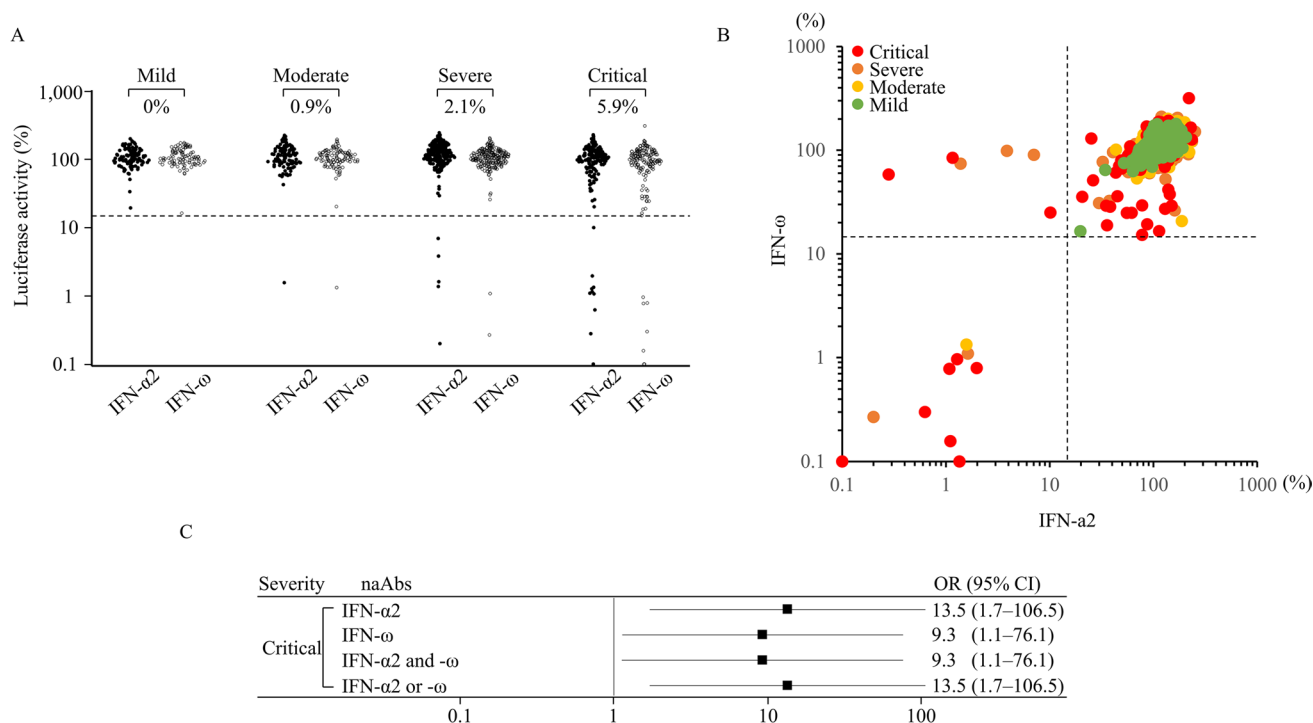 A
Mild Moderate Severe Critical
0% 0.9% 2.1% 5.9%
1,000
100
10
1
0.1
Luciferase activity (%)
IFN-α2 IFN-ω IFN-α2 IFN-ω IFN-α2 IFN-ω IFN-α2 IFN-ω
B
(%)
Critical
Severe
Moderate
Mild
1000
100
10
1
0.1
IFN-ω
0.1 1 10 100 1000 (%)
IFN-a2
C
Severity naAbs OR (95% CI)
IFN-α2 13.5 (1.7–106.5)
IFN-ω 9.3 (1.1–76.1)
Critical
IFN-α2 and -ω 9.3 (1.1–76.1)
IFN-α2 or -ω 13.5 (1.7–106.5)
0.1 1 10 100